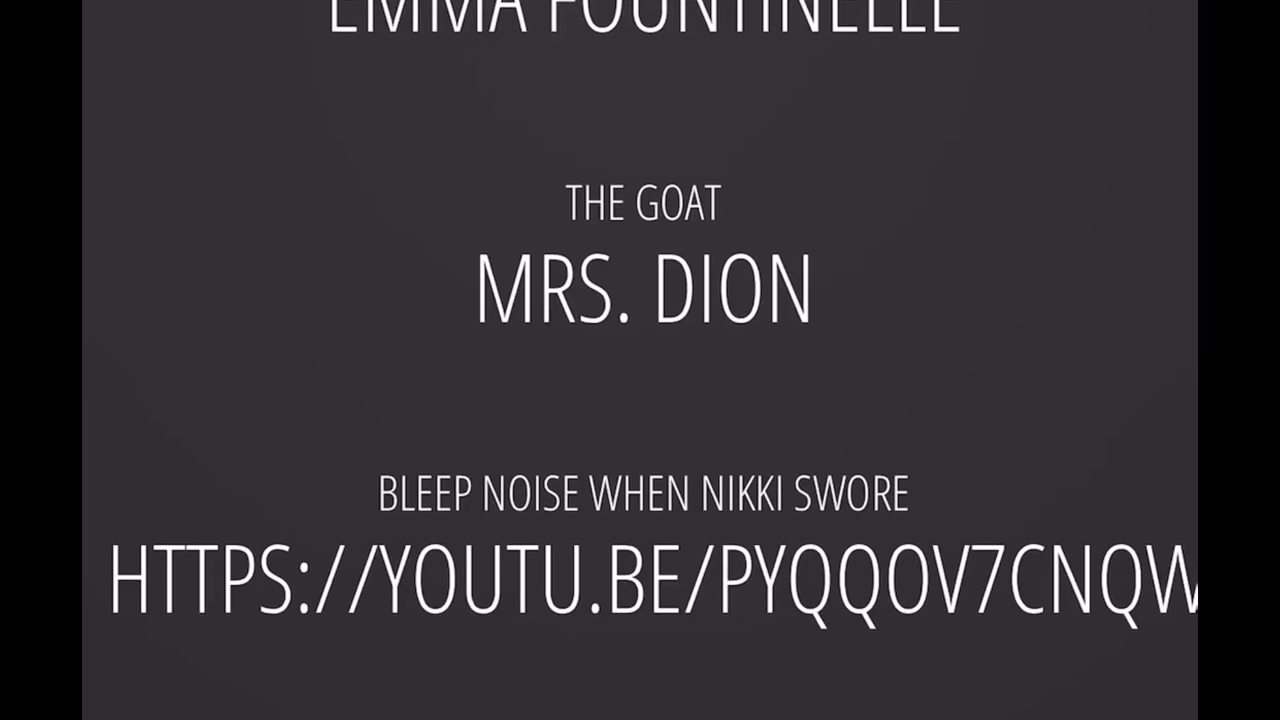 EMMA FOUNTINELLE
THE GOAT
MRS. DION
BLEEP NOISE WHEN NIKKI SWORE
HTTPS://YOUTU.BE/PYQQOV7CNQW